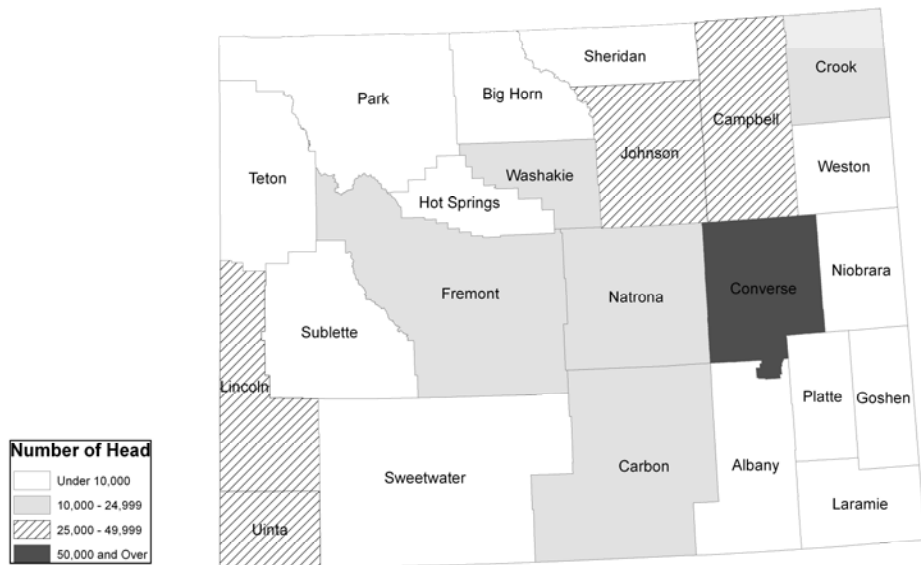 Sheridan
Crook
Park
Big Horn
Campbell
Johnson
Weston
Washakie
Teton
Hot Springs
Niobrara
Fremont
Natrona
Converse
Sublette
Lincoln
Platte
Goshen
Number of Head
Under 10,000
10,000 - 24,999
25,000 - 49,999
50,000 and Over
Sweetwater
Carbon
Albany
Laramie
Uinta